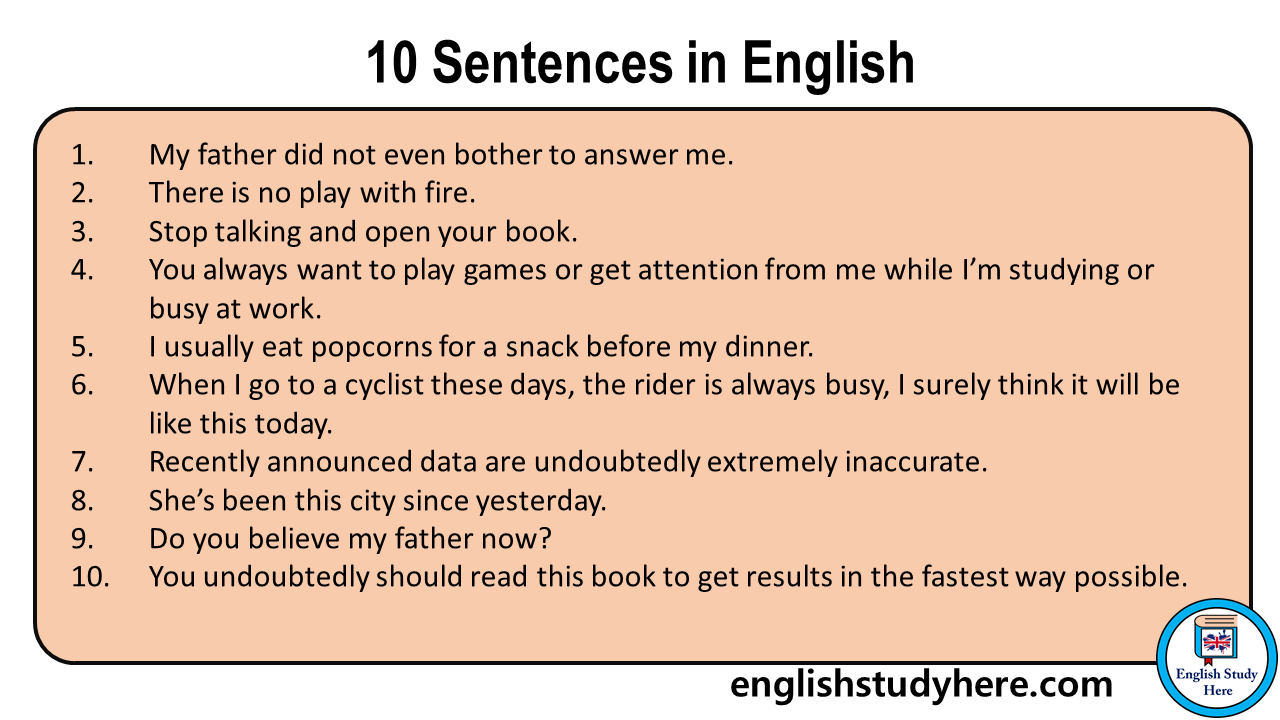 10 Sentences in English
1. My father did not even bother to answer me.
2. There is no play with fire.
3. Stop talking and open your book.
4. You always want to play games or get attention from me while I’m studying or
busy at work.
5. I usually eat popcorns for a snack before my dinner.
6. When I go to a cyclist these days, the rider is always busy, I surely think it will be
like this today.
7. Recently announced data are undoubtedly extremely inaccurate.
8. She’s been this city since yesterday.
9. Do you believe my father now?
10. You undoubtedly should read this book to get results in the fastest way possible.
English Study
Here
englishstudyhere.com